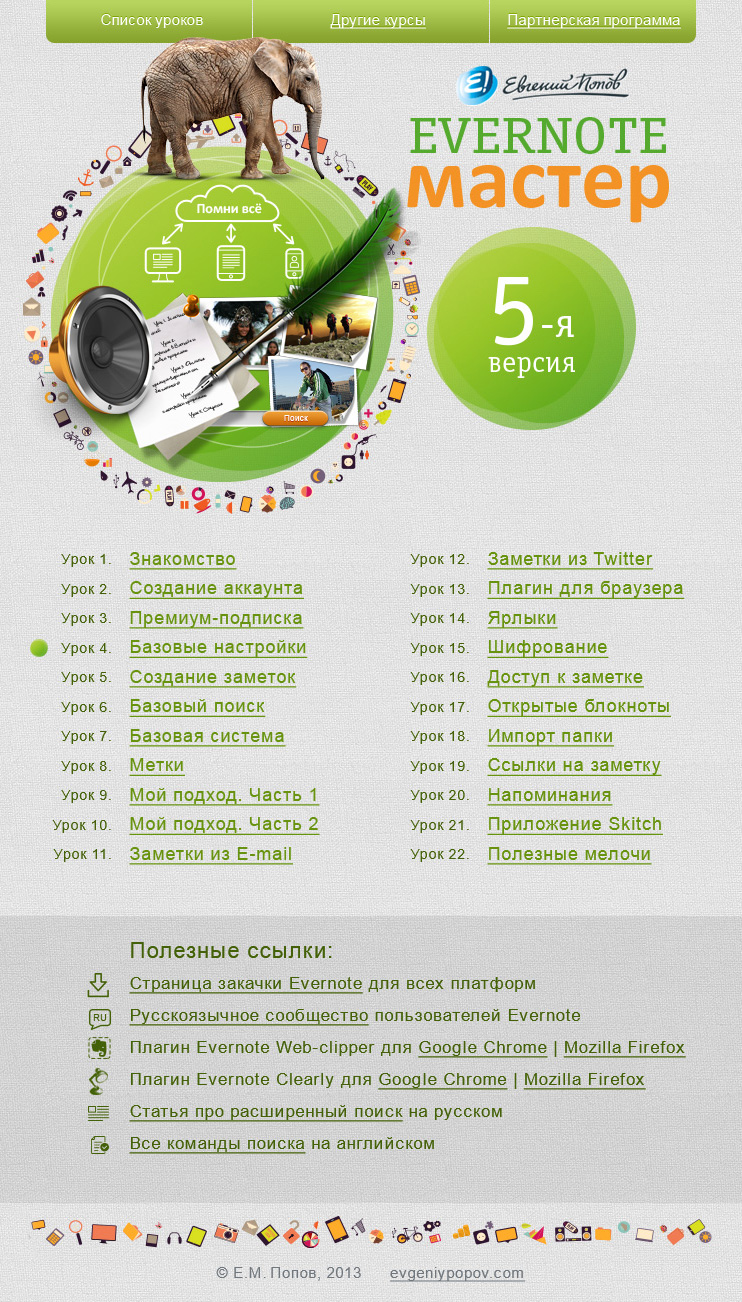 Список уроков
Другие курсы
Партнерская программа
Е!
Евгений Попов
EVERNOTE
мастер
PLAY
Помни всё
5-я
версия
Поиск
Урок 1. Знакомство
Урок 2. Создание аккаунта
Урок 3. Премиум-подписка
Урок 4. Базовые настройки
Урок 5. Создание заметок
Урок 6. Базовый поиск
Урок 7. Базовая система
Урок 8. Метки
Урок 9. Мой подход. Часть 1
Урок 10. Мой подход. Часть 2
Урок 11. Заметки из E-mail
Урок 12. Заметки из Twitter
Урок 13. Плагин для браузера
Урок 14. Ярлыки
Урок 15. Шифрование
Урок 16. Доступ к заметке
Урок 17. Открытые блокноты
Урок 18. Импорт папки
Урок 19. Ссылки на заметку
Урок 20. Напоминания
Урок 21. Приложение Skitch
Урок 22. Полезные мелочи
Полезные ссылки:
Страница закачки Evernote для всех платформ
RU Русскоязычное сообщество пользователей Evernote
Плагин Evernote Web-clipper для Google Chrome | Mozilla Firefox
Плагин Evernote Clearly для Google Chrome | Mozilla Firefox
Статья про расширенный поиск на русском
Все команды поиска на английском
© Е.М. Попов, 2013 evgeniypopov.com